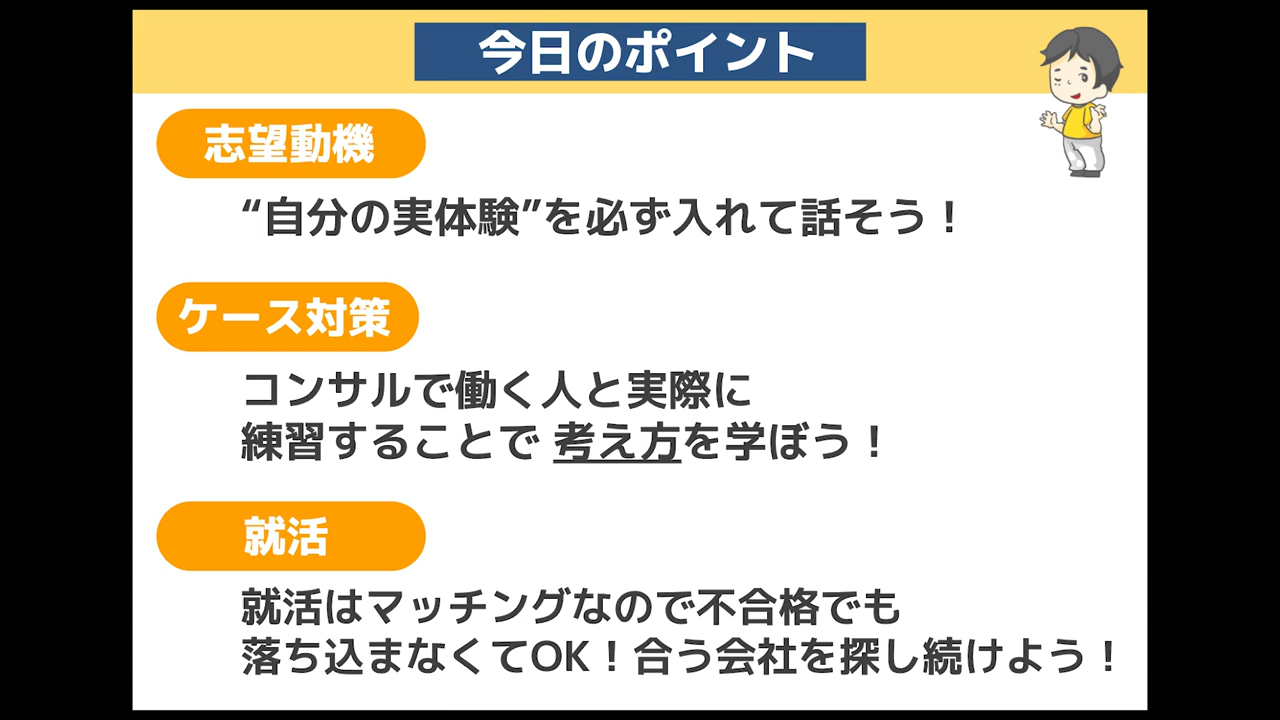 今日のポイント
志望動機
“自分の実体験”を必ず入れて話そう！
ケース対策
コンサルで働く人と実際に
練習することで 考え方を学ぼう！
就活
就活はマッチングなので不合格でも
落ち込まなくてOK！合う会社を探し続けよう！